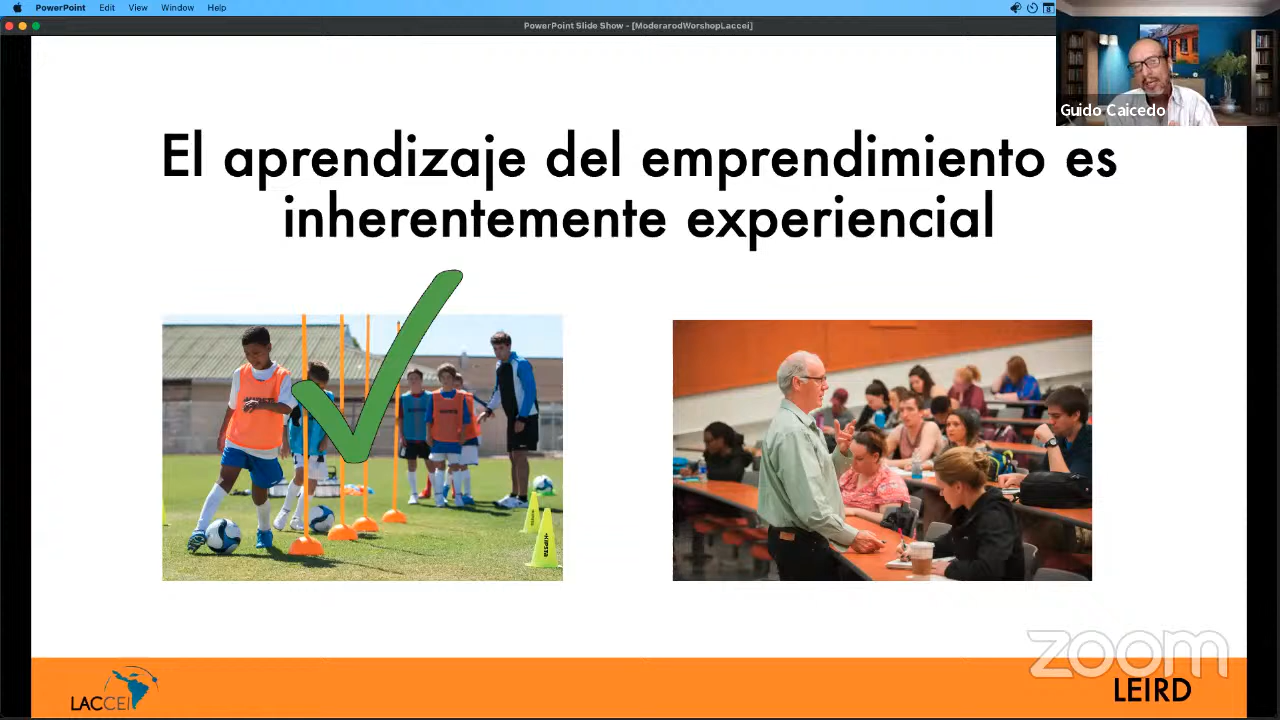 PowerPoint Edit View Window Help
PowerPoint Slide Show - [ModerarodWorshopLaccei]
Guido Caicedo
El aprendizaje del emprendimiento es
inherentemente experiencial
zoom
LACCEI
LEIRD